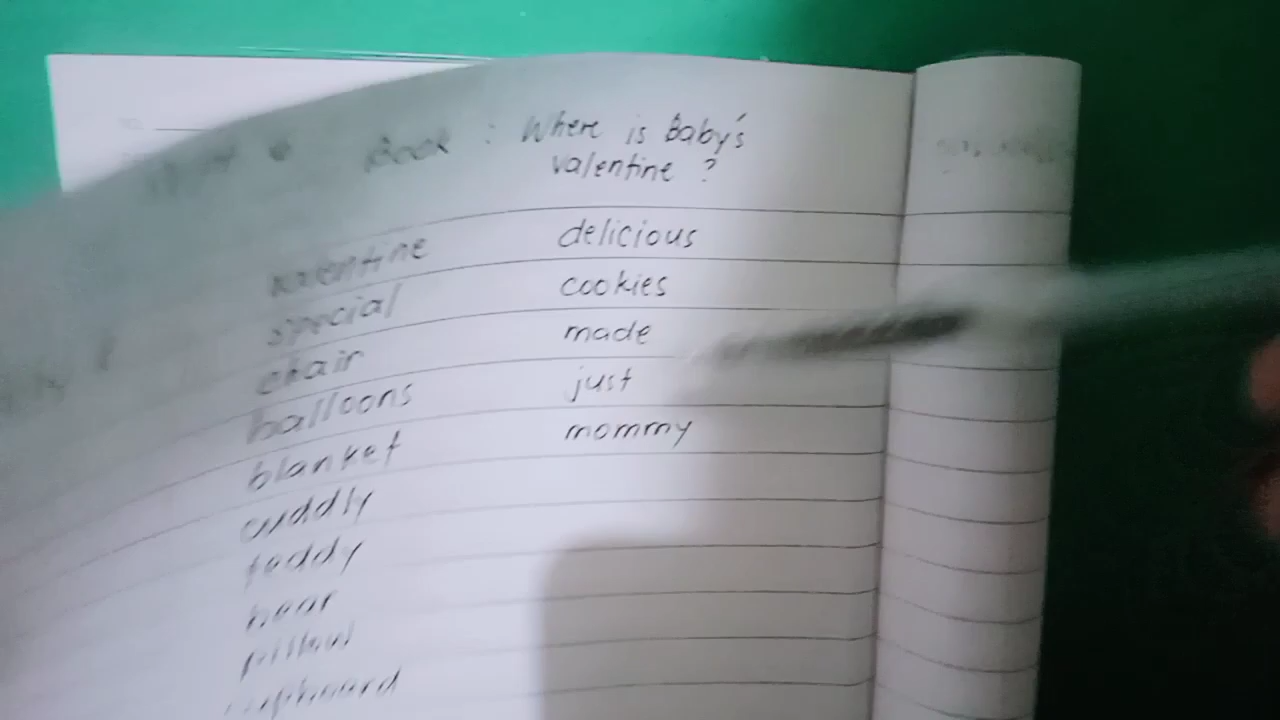 Book : Where is Baby's
valentine ?
valentine delicious
special cookies
chair made
balloons just
blanket mommy
cuddly
teddy
bear
pillow
cupboard